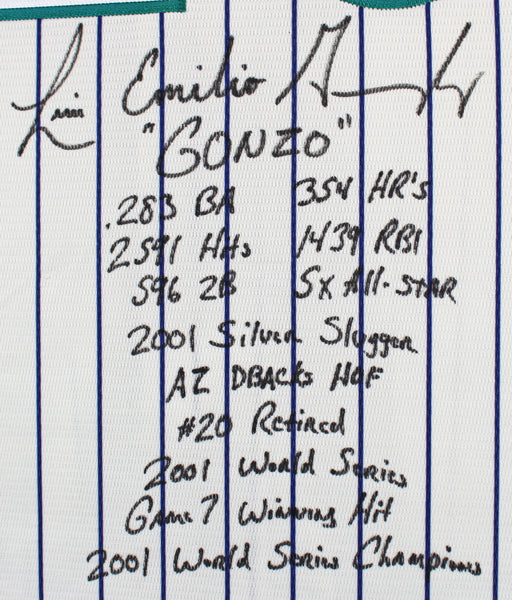 Luis Emilio Gonzalez
"GONZO"
.283 BA 354 HR's
2591 Hits 1439 RBI
596 2B 5x All-STAR
2001 Silver Slugger
AZ DBACKS HOF
#20 Retired
2001 World Series
Game 7 Winning Hit
2001 World Series Champions